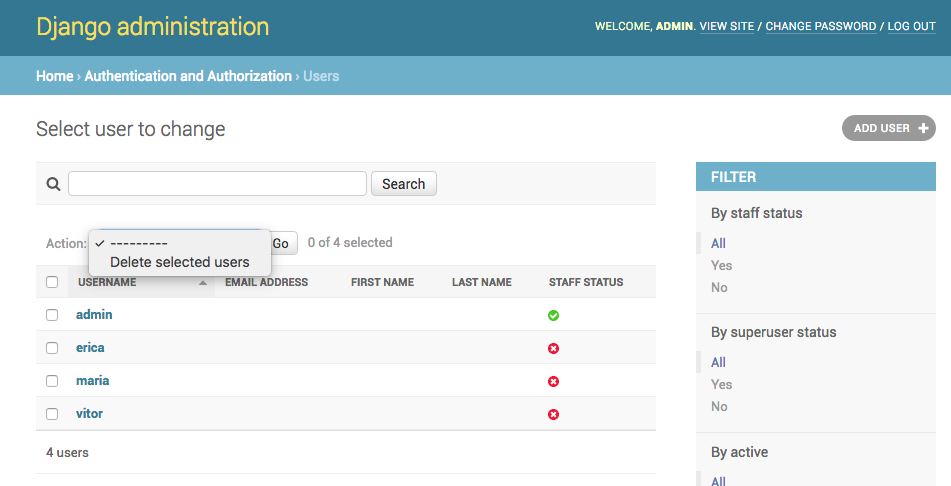 Django administration
WELCOME, ADMIN. VIEW SITE / CHANGE PASSWORD / LOG OUT
Home › Authentication and Authorization › Users
Select user to change
ADD USER +
Search
Action:
---------
Delete selected users
Go
0 of 4 selected
USERNAME EMAIL ADDRESS FIRST NAME LAST NAME STAFF STATUS
admin
erica
maria
vitor
4 users
FILTER
By staff status
All
Yes
No
By superuser status
All
Yes
No
By active
All